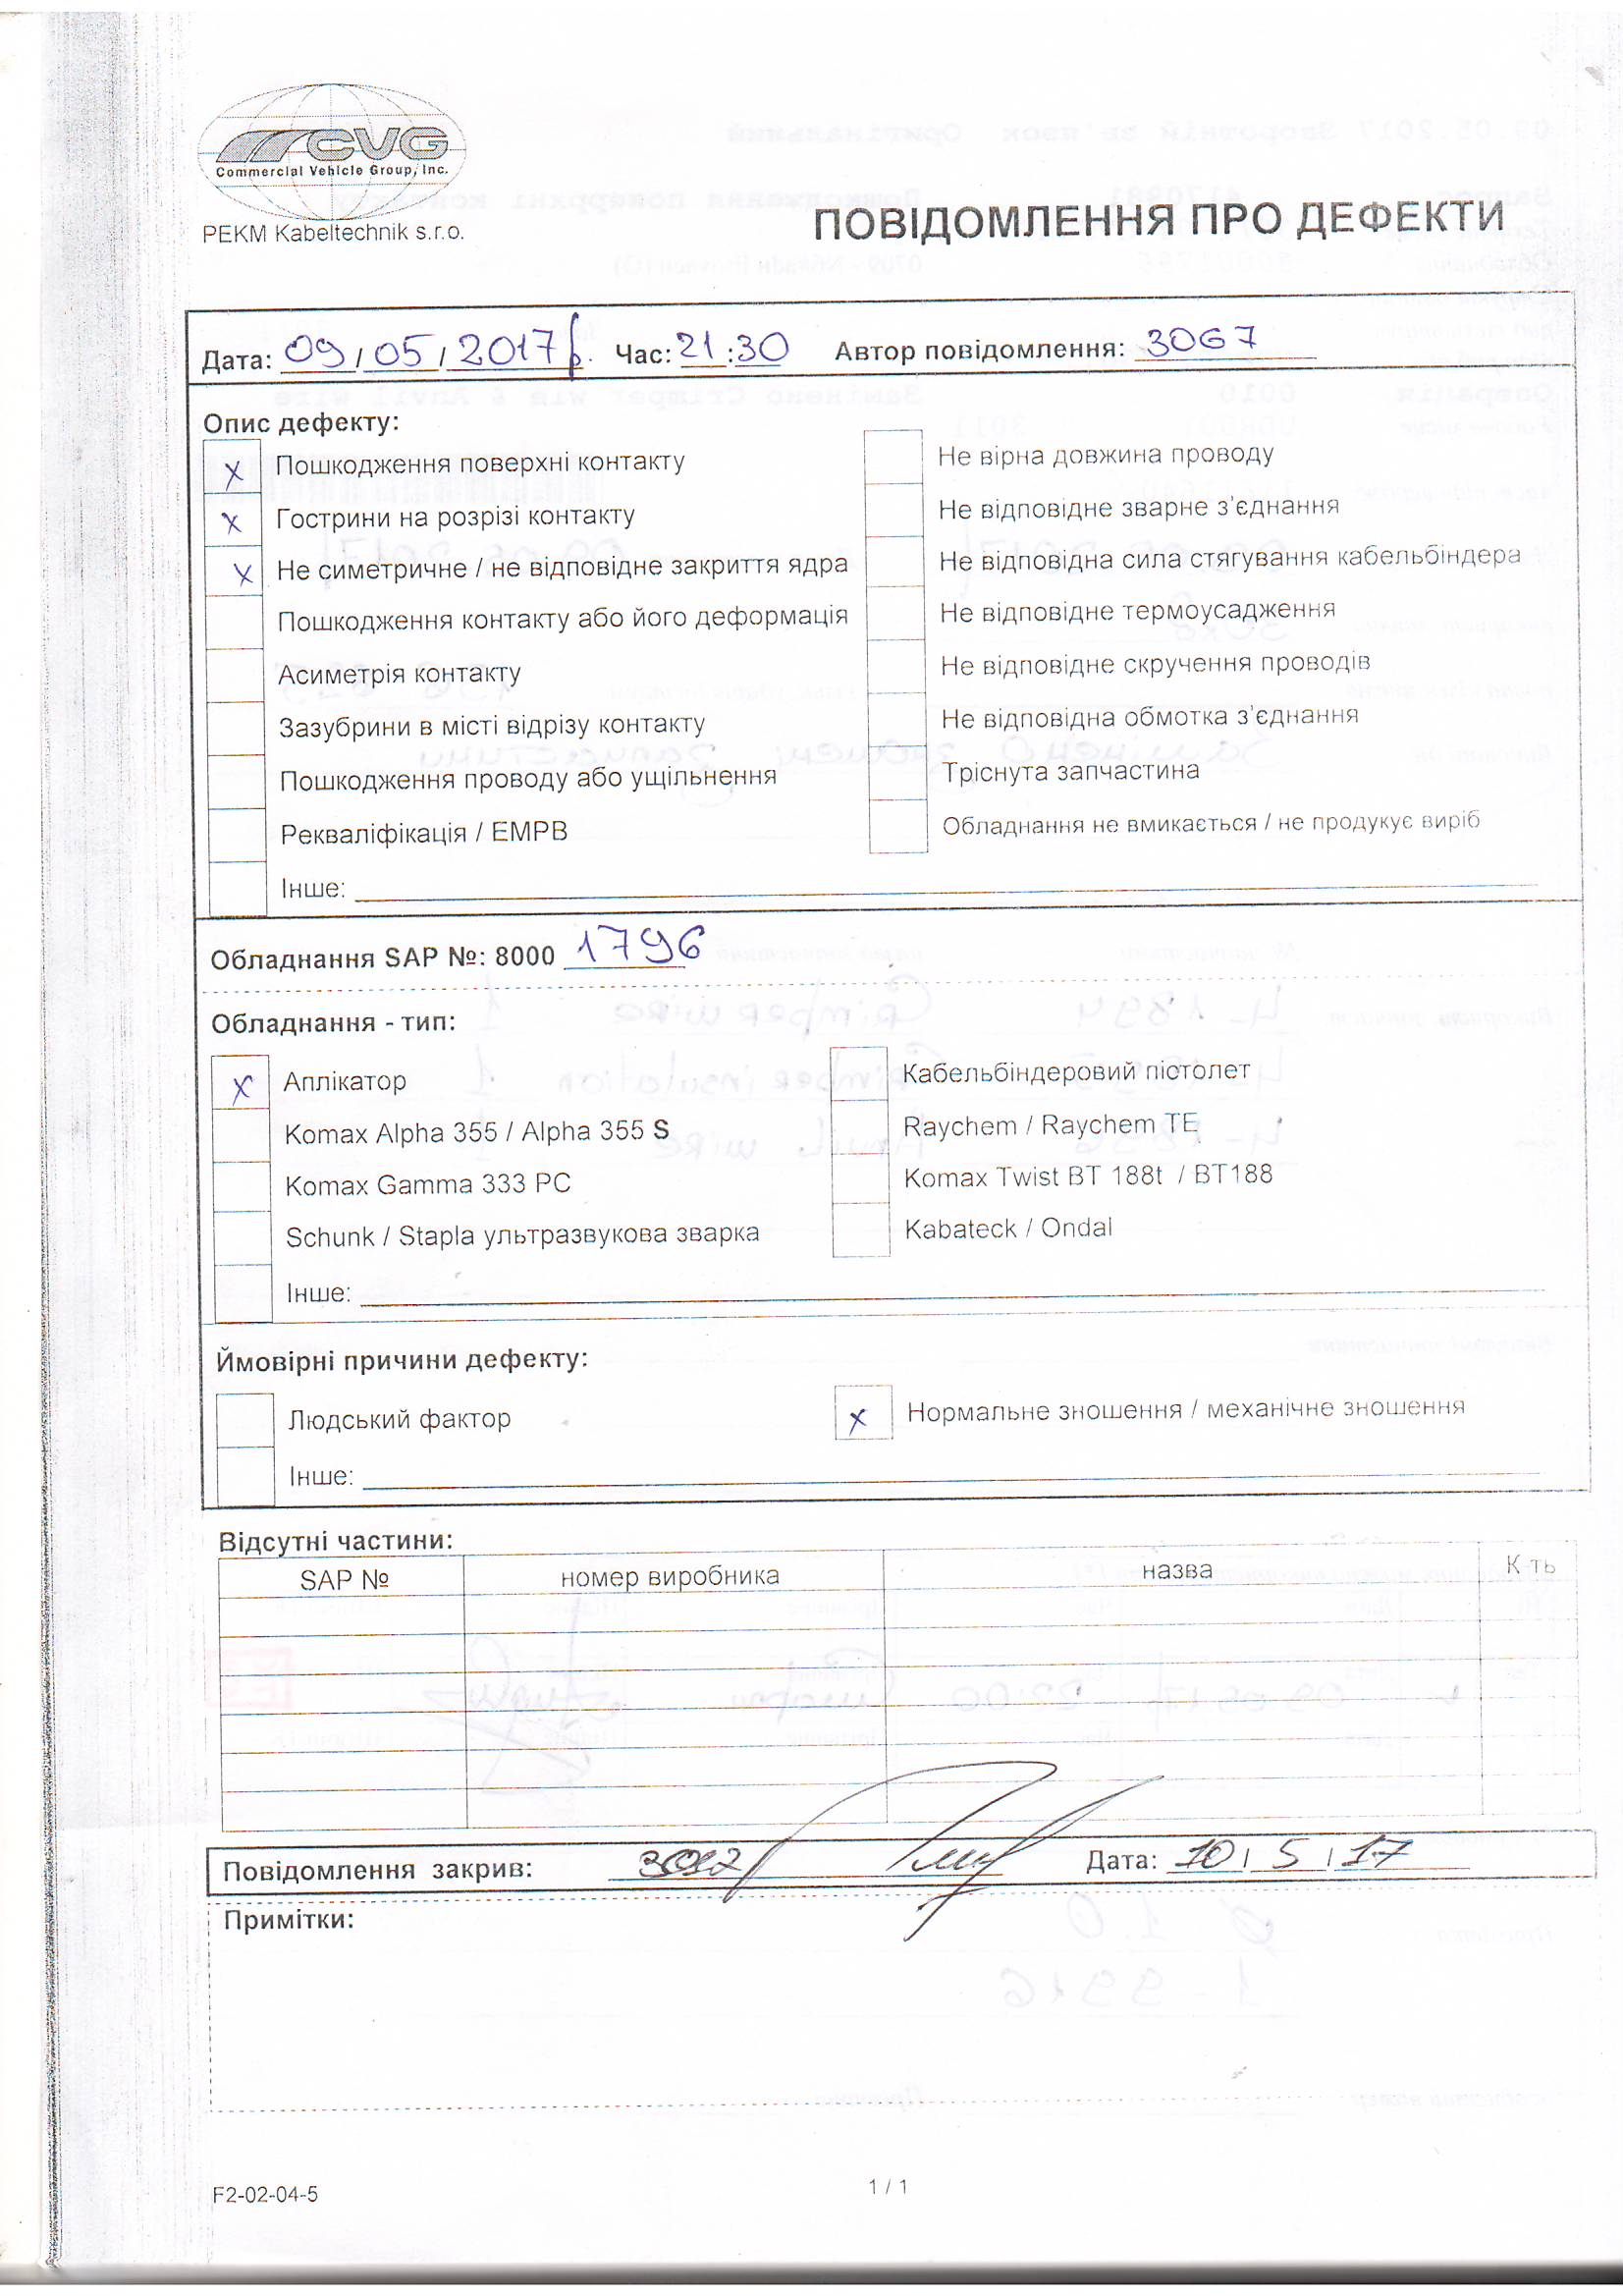 CVG
Commercial Vehicle Group, Inc.
PEKM Kabeltechnik s.r.o.
ПОВІДОМЛЕННЯ ПРО ДЕФЕКТИ
Дата: 09 / 05 / 2017р. Час: 21 : 30 Автор повідомлення: 3067
Опис дефекту:
x Пошкодження поверхні контакту
Не вірна довжина проводу
x Гострини на розрізі контакту
Не відповідне зварне з'єднання
x Не симетричне / не відповідне закриття ядра
Не відповідна сила стягування кабельбіндера
Пошкодження контакту або його деформація
Не відповідне термоусадження
Асиметрія контакту
Не відповідне скручення проводів
Зазубрини в місті відрізу контакту
Не відповідна обмотка з'єднання
Пошкодження проводу або ущільнення
Тріснута запчастина
Рекваліфікація / EMPB
Обладнання не вмикається / не продукує виріб
Інше:
Обладнання SAP №: 8000 1796
Обладнання - тип:
x Аплікатор
Кабельбіндеровий пістолет
Komax Alpha 355 / Alpha 355 S
Raychem / Raychem TE
Komax Gamma 333 PC
Komax Twist BT 188t / BT188
Schunk / Stapla ультразвукова зварка
Kabateck / Ondal
Інше:
Ймовірні причини дефекту:
Людський фактор
x Нормальне зношення / механічне зношення
Інше:
Відсутні частини:
SAP № номер виробника назва К-ть
Повідомлення закрив: Дата: 10 / 5 / 17
Примітки:
F2-02-04-5
1 / 1